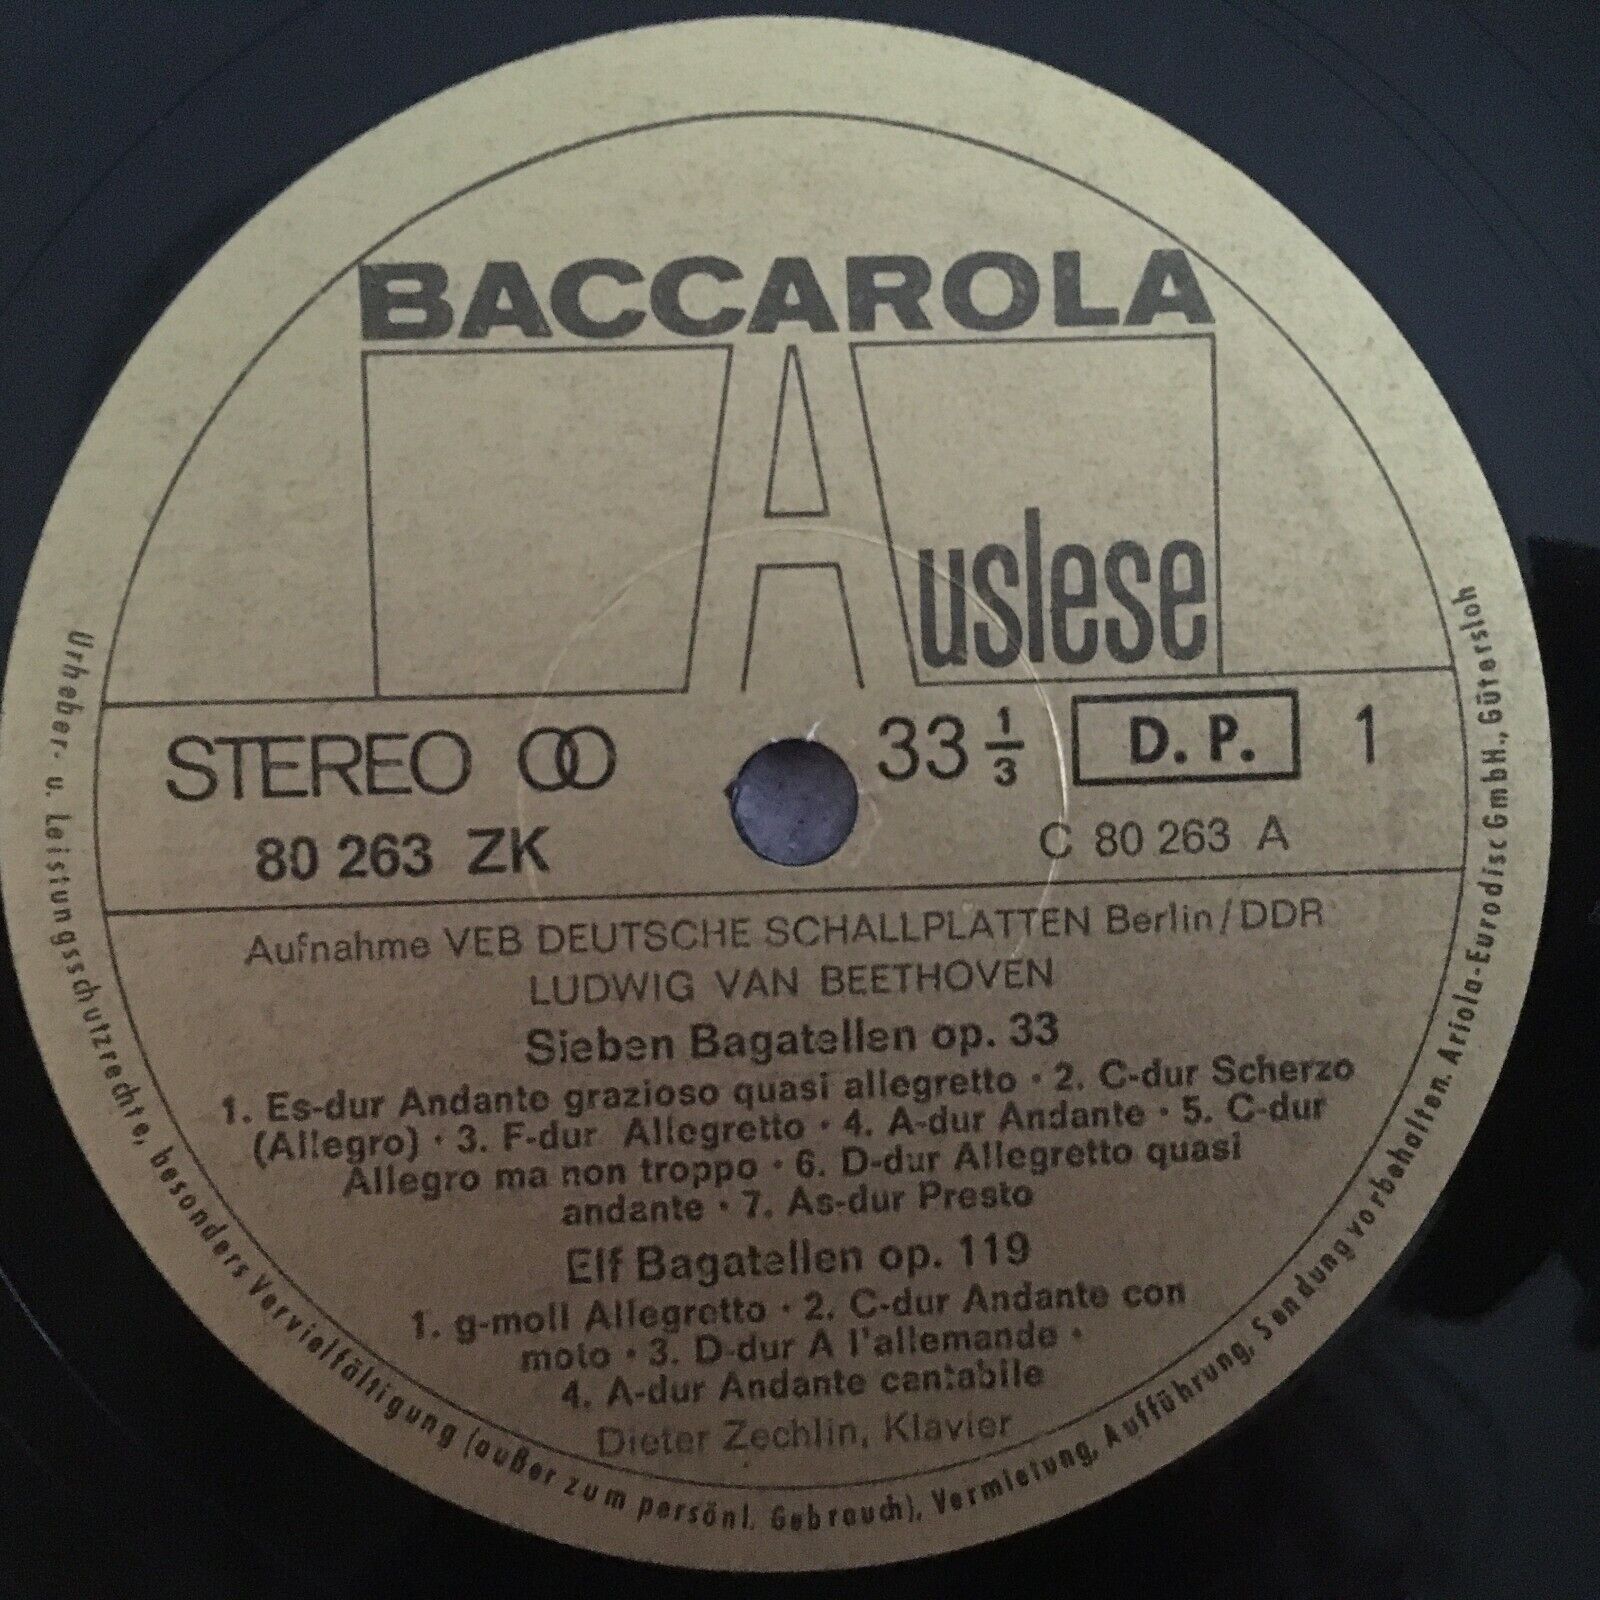 BACCAROLA
Auslese
STEREO
33 1/3
D. P.
1
80 263 ZK
C 80 263 A
Aufnahme VEB DEUTSCHE SCHALLPLATTEN Berlin/DDR
LUDWIG VAN BEETHOVEN
Sieben Bagatellen op. 33
1. Es-dur Andante grazioso quasi allegretto · 2. C-dur Scherzo
(Allegro) · 3. F-dur Allegretto · 4. A-dur Andante · 5. C-dur
Allegro ma non troppo · 6. D-dur Allegretto quasi
andante · 7. As-dur Presto
Elf Bagatellen op. 119
1. g-moll Allegretto · 2. C-dur Andante con
moto · 3. D-dur A l'allemande ·
4. A-dur Andante cantabile
Dieter Zechlin, Klavier
Urheber- u. Leistungsschutzrechte, besonders Vervielfältigung (außer zum persönl. Gebrauch), Vermietung, Aufführung, Sendung vorbehalten. Ariola-Eurodisc GmbH., Gütersloh